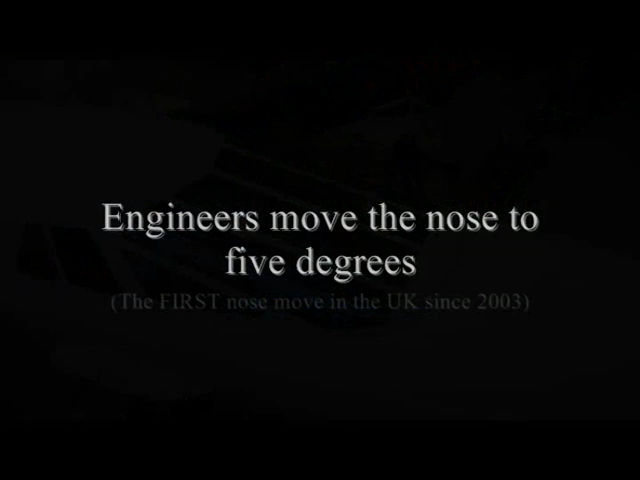 Engineers move the nose to
five degrees
(The FIRST nose move in the UK since 2003)